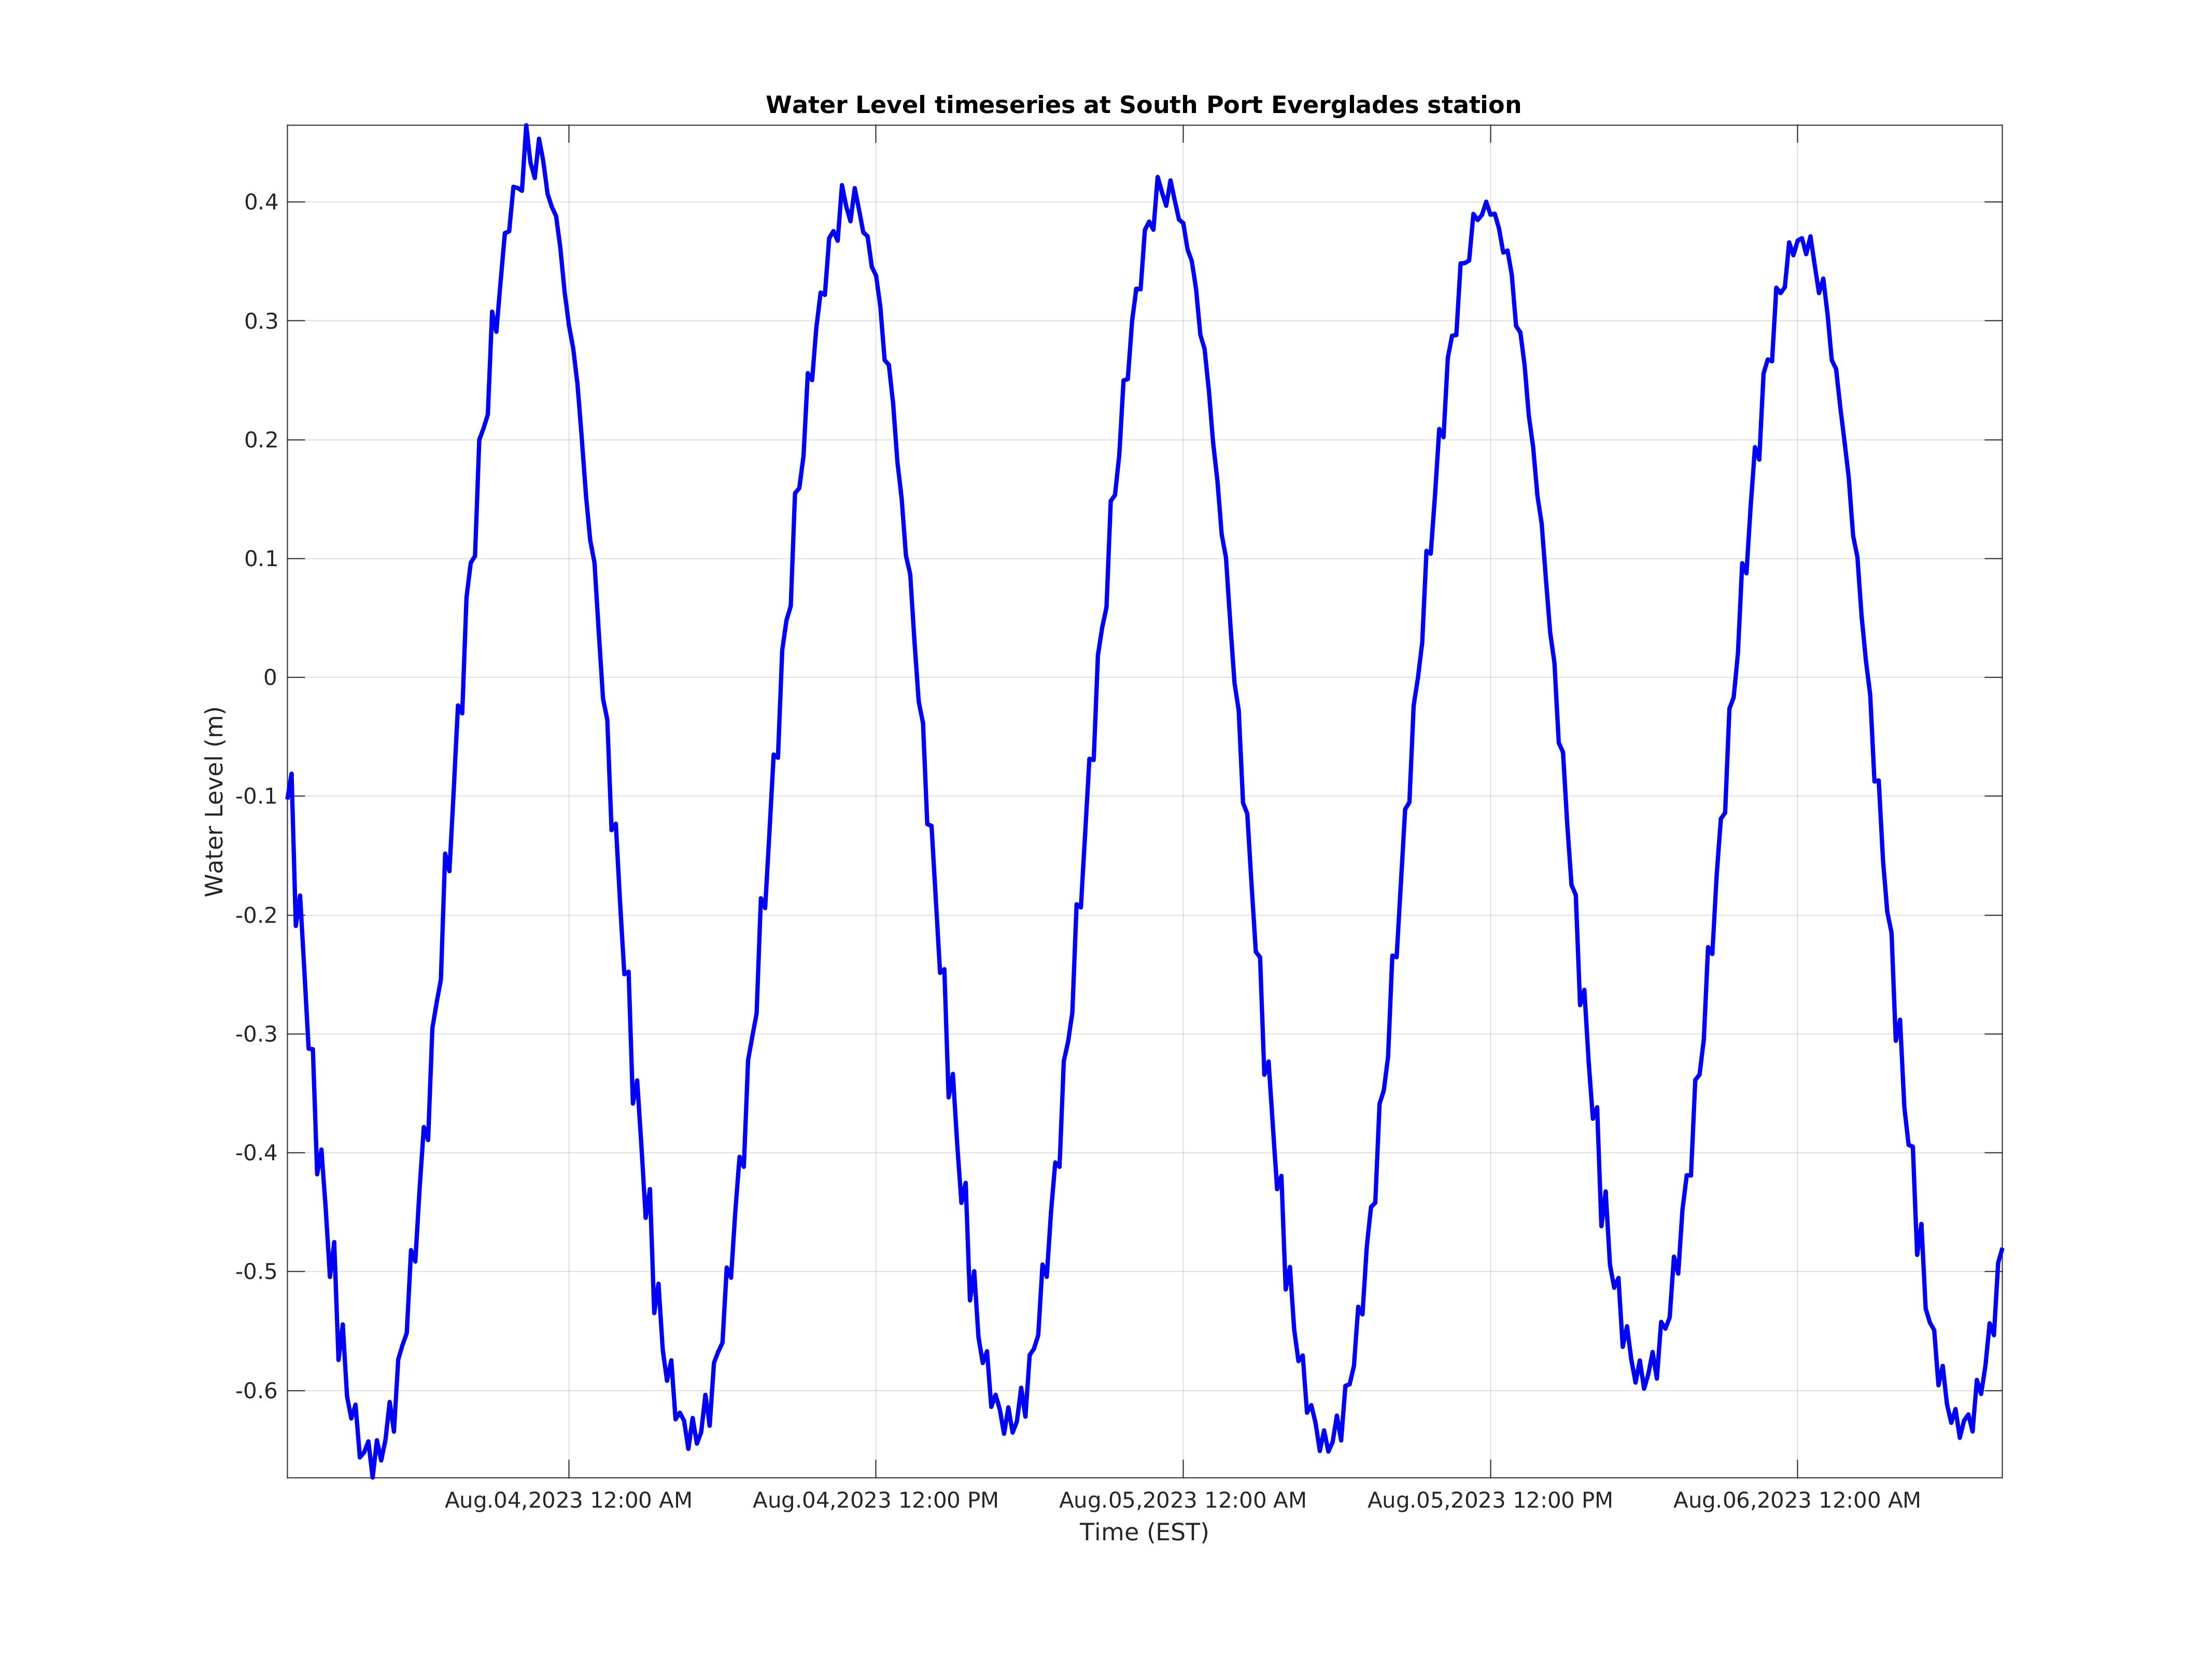 Water Level timeseries at South Port Everglades station
0.4
0.3
0.2
0.1
0
-0.1
-0.2
-0.3
-0.4
-0.5
-0.6
Water Level (m)
Aug.04,2023 12:00 AM
Aug.04,2023 12:00 PM
Aug.05,2023 12:00 AM
Aug.05,2023 12:00 PM
Aug.06,2023 12:00 AM
Time (EST)